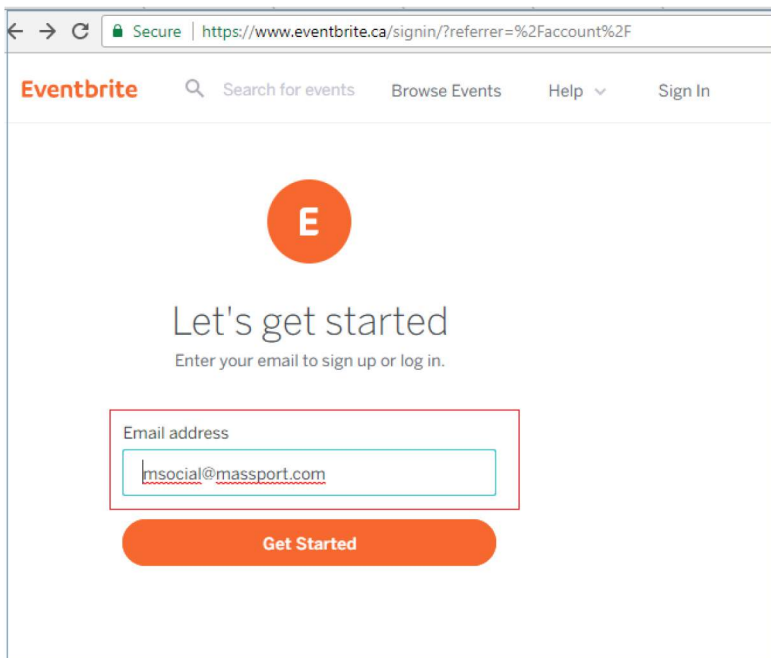 Secure | https://www.eventbrite.ca/signin/?referrer=%2Faccount%2F
Eventbrite Search for events Browse Events Help Sign In
E
Let's get started
Enter your email to sign up or log in.
Email address
msocial@massport.com
Get Started